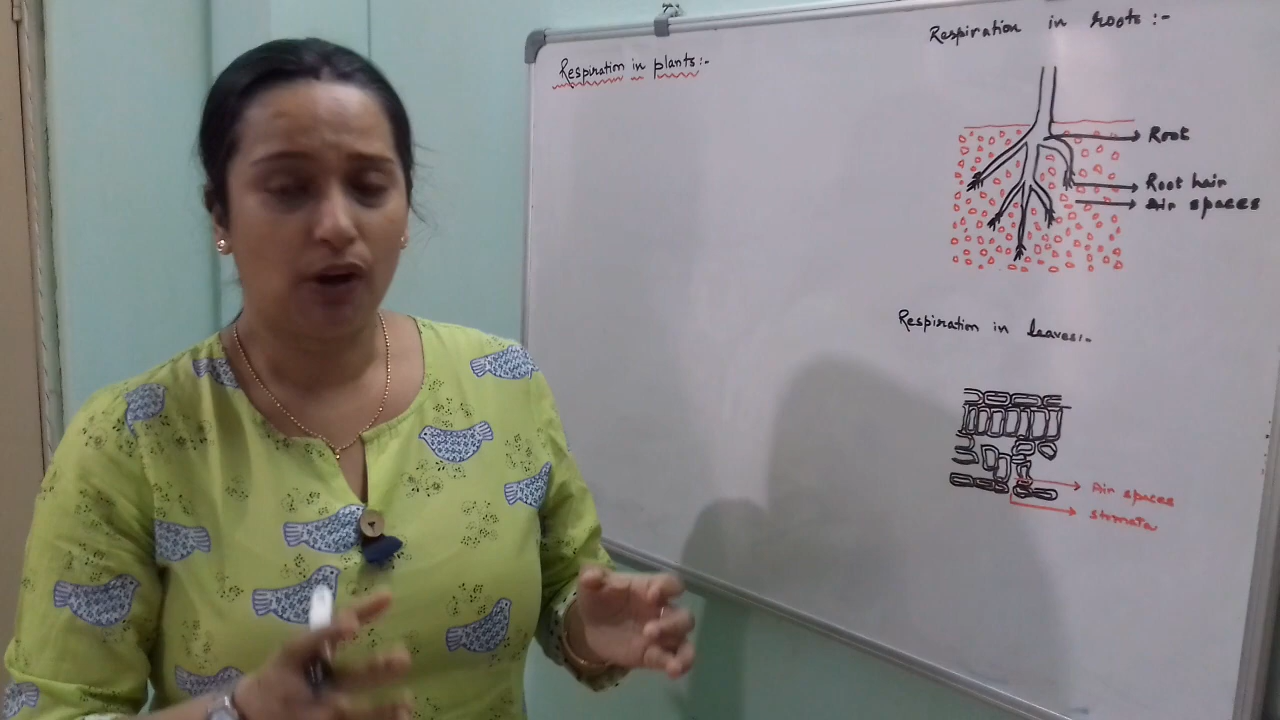 Respiration in plants:-
Respiration in roots:-
Root
Root hair
Air spaces
Respiration in leaves:-
Air spaces
stomata